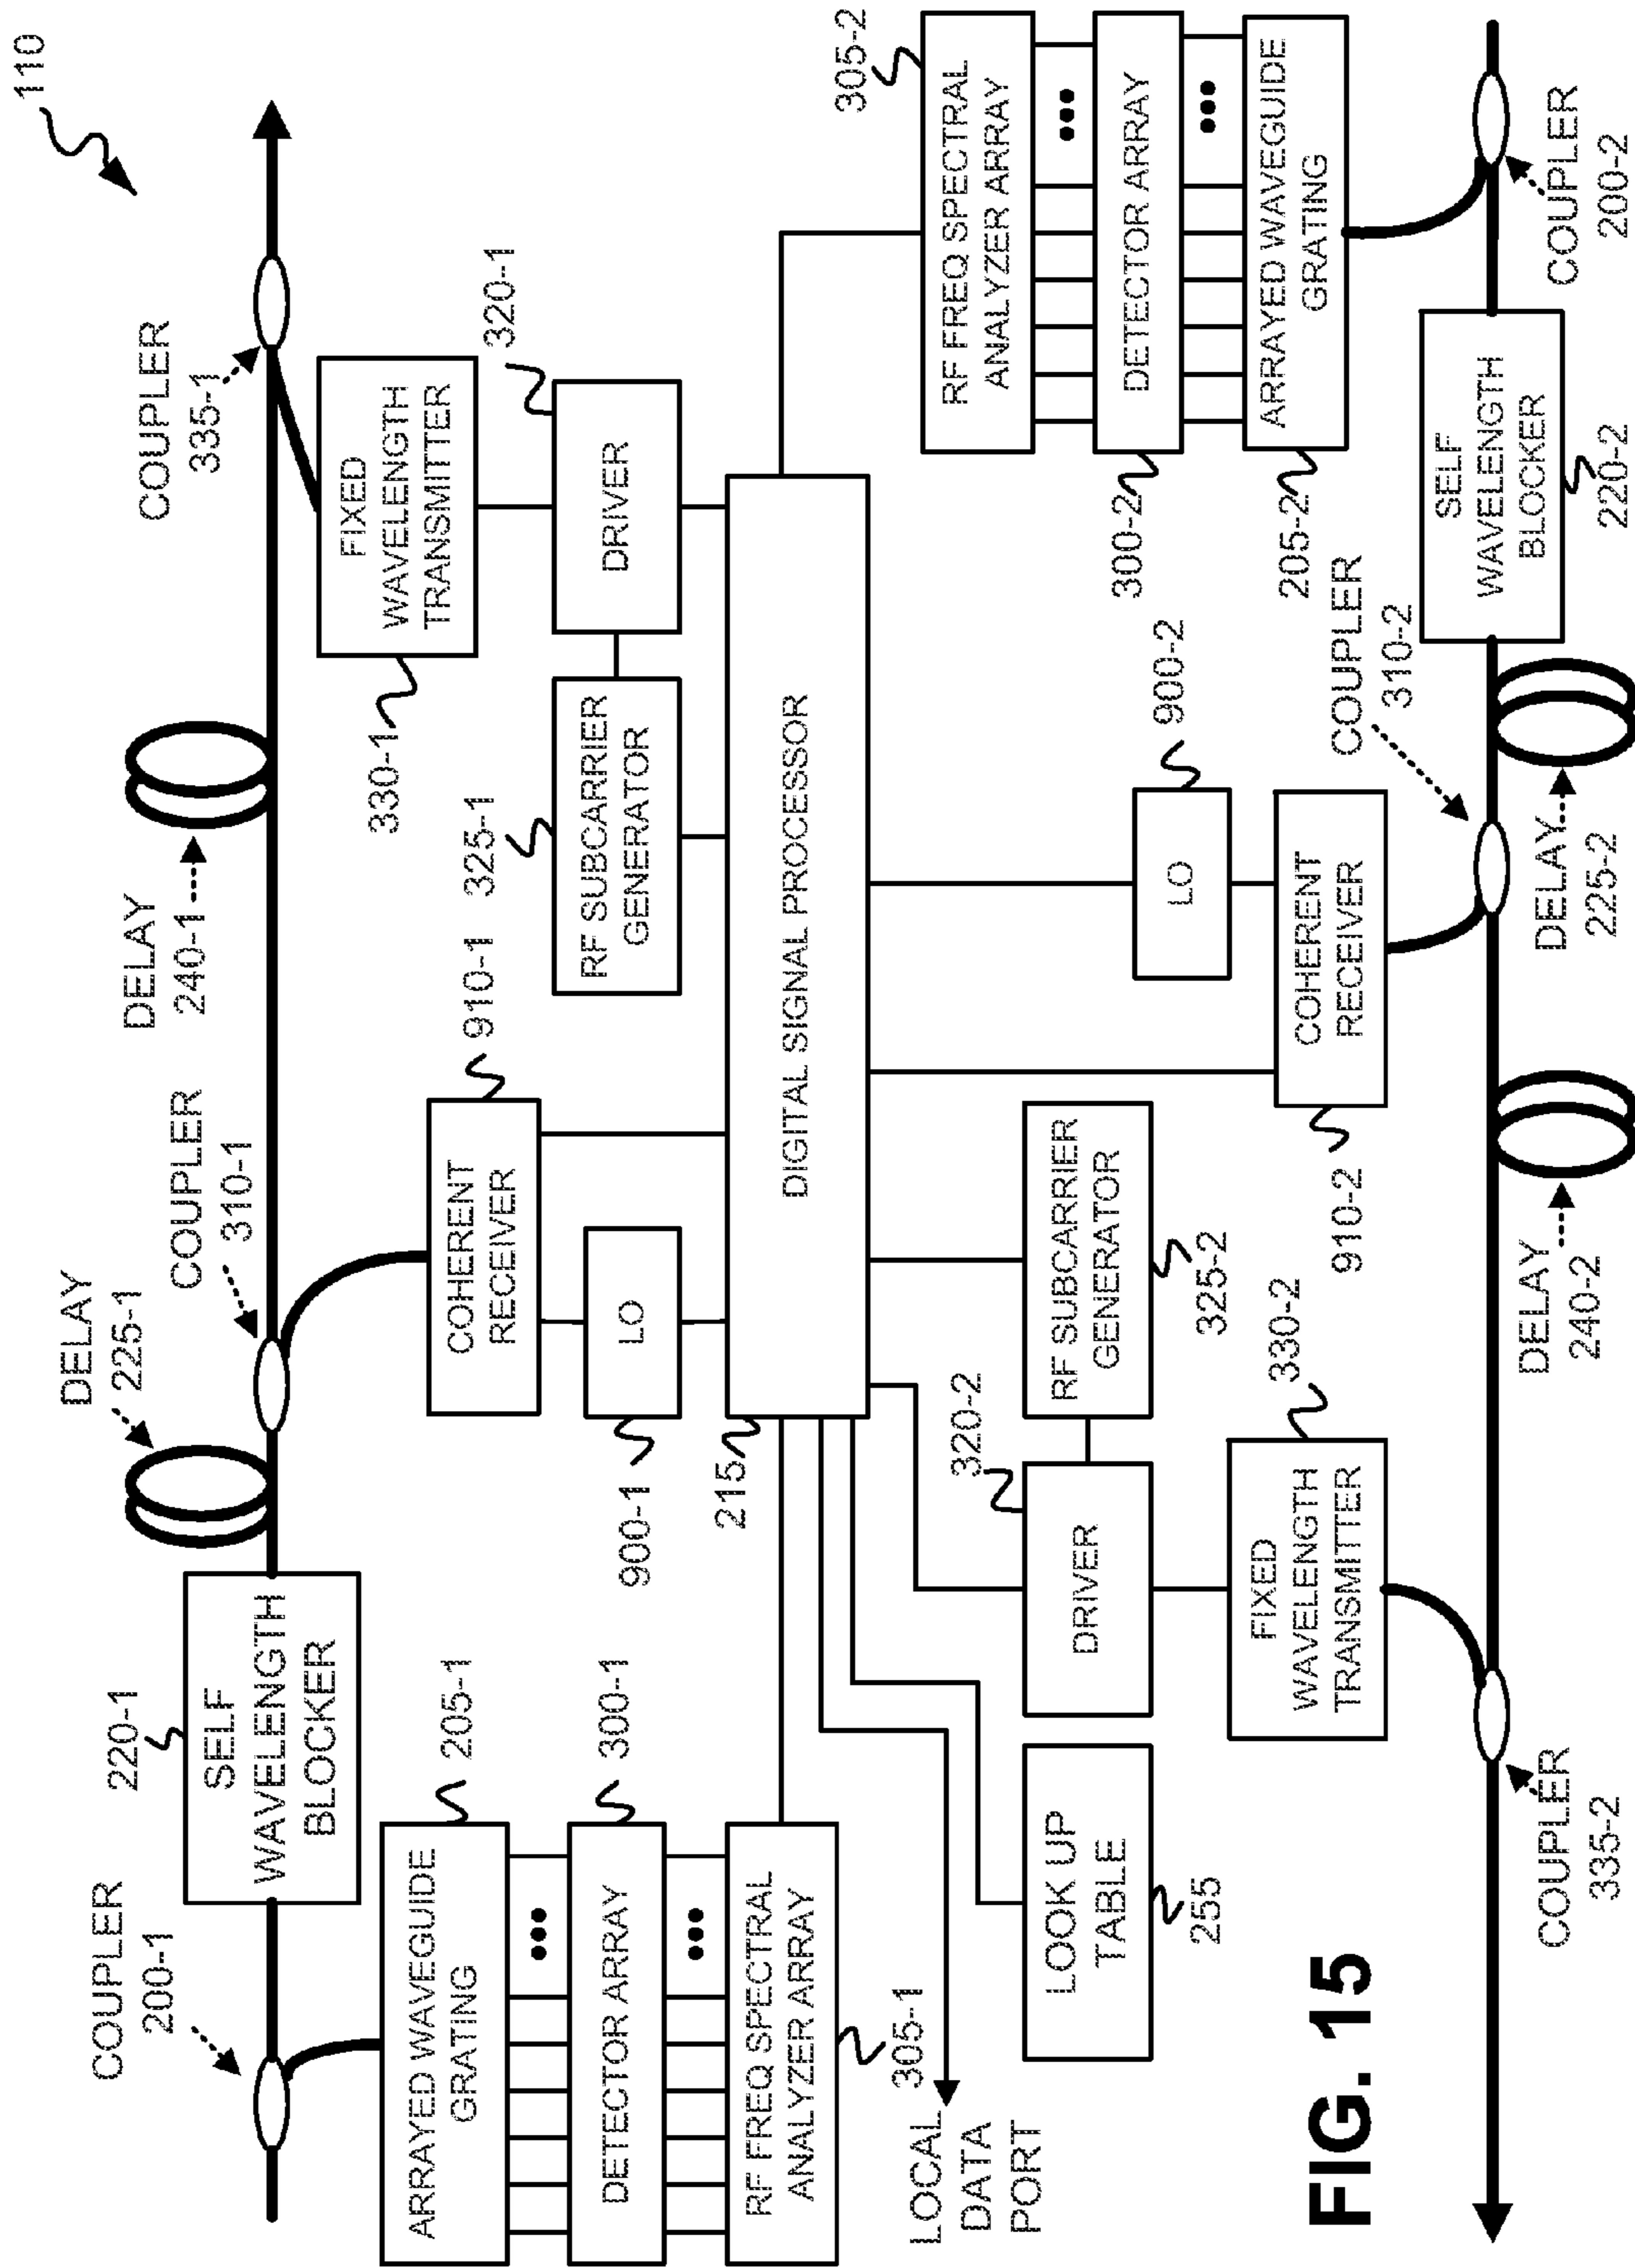 110
COUPLER
200-1
220-1
SELF
WAVELENGTH
BLOCKER
DELAY
225-1
COUPLER
310-1
DELAY
240-1
COUPLER
335-1
ARRAYED WAVEGUIDE
GRATING
205-1
DETECTOR ARRAY
300-1
RF FREQ SPECTRAL
ANALYZER ARRAY
305-1
COHERENT
RECEIVER
910-1
LO
900-1
RF SUBCARRIER
GENERATOR
325-1
FIXED
WAVELENGTH
TRANSMITTER
330-1
DRIVER
320-1
DIGITAL SIGNAL PROCESSOR
215
LOCAL
DATA
PORT
LOOK UP
TABLE
255
DRIVER
320-2
RF SUBCARRIER
GENERATOR
325-2
FIXED
WAVELENGTH
TRANSMITTER
330-2
LO
900-2
COHERENT
RECEIVER
910-2
RF FREQ SPECTRAL
ANALYZER ARRAY
305-2
DETECTOR ARRAY
300-2
ARRAYED WAVEGUIDE
GRATING
205-2
COUPLER
335-2
DELAY
240-2
COUPLER
310-2
DELAY
225-2
SELF
WAVELENGTH
BLOCKER
220-2
COUPLER
200-2
FIG. 15